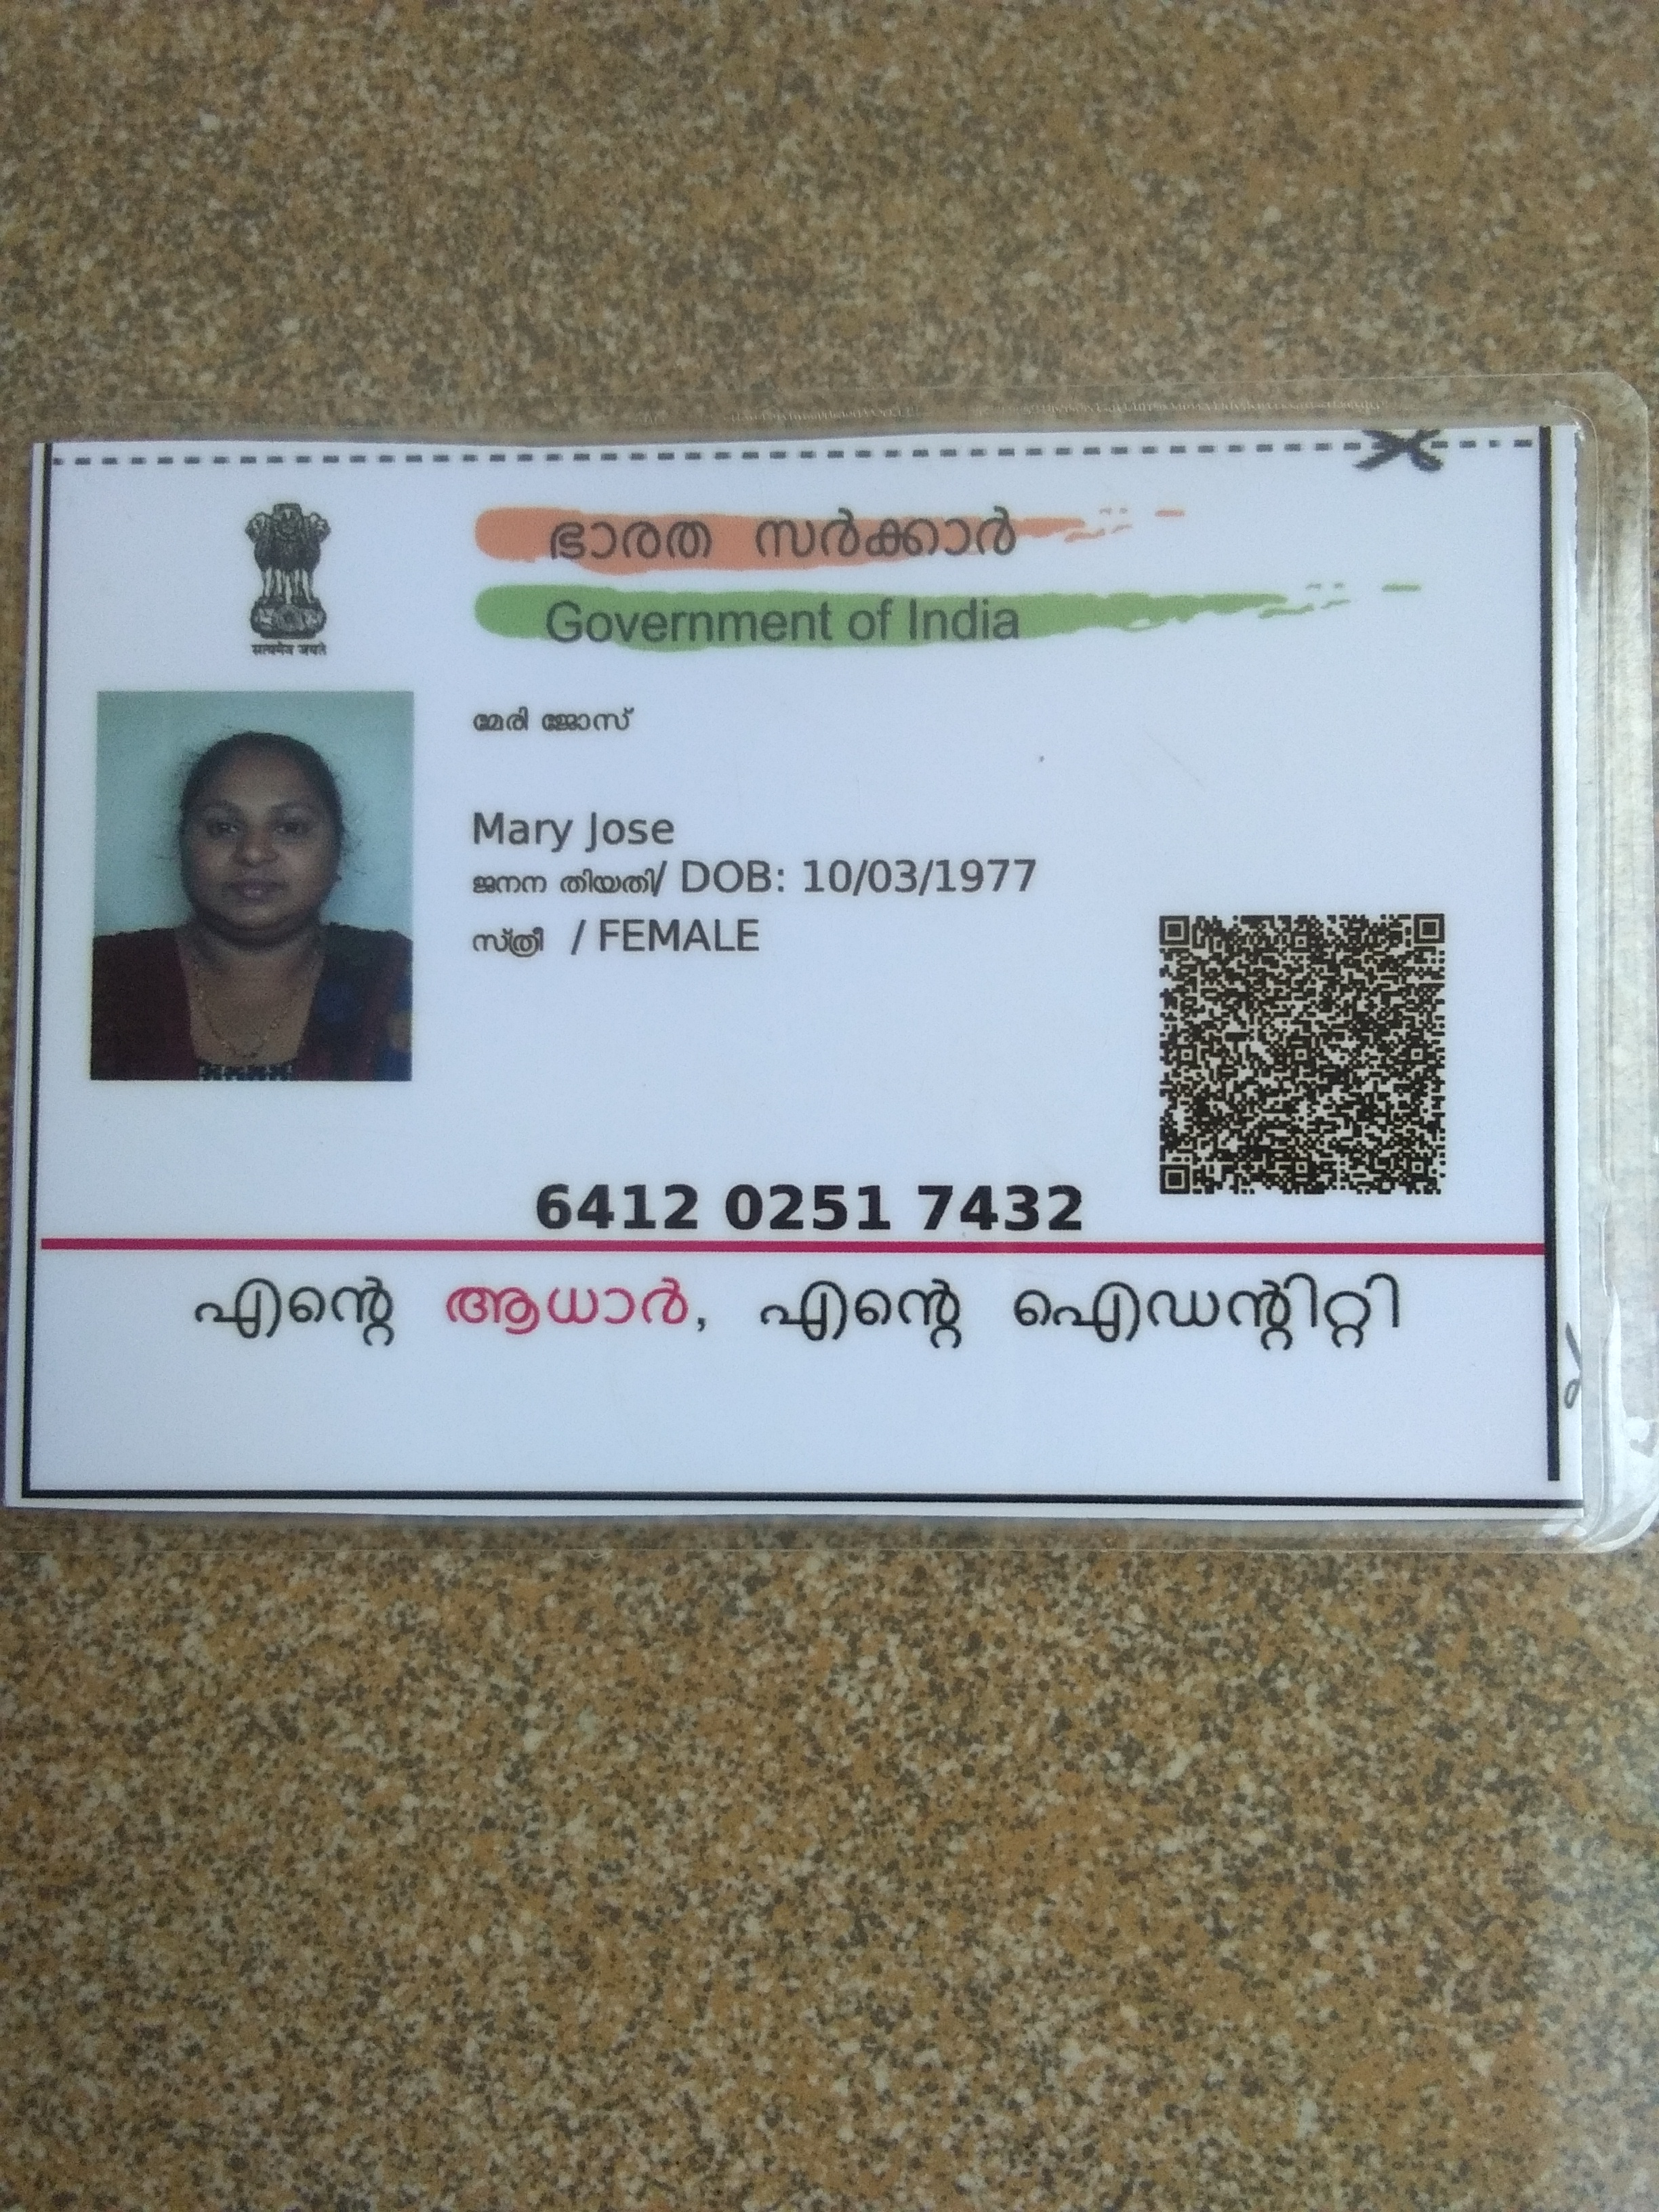 ഭാരത സർക്കാർ
Government of India
सत्यमेव जयते
മേരി ജോസ്
Mary Jose
ജനന തിയതി/ DOB: 10/03/1977
സ്ത്രീ / FEMALE
6412 0251 7432
എന്റെ ആധാർ, എന്റെ ഐഡന്റിറ്റി